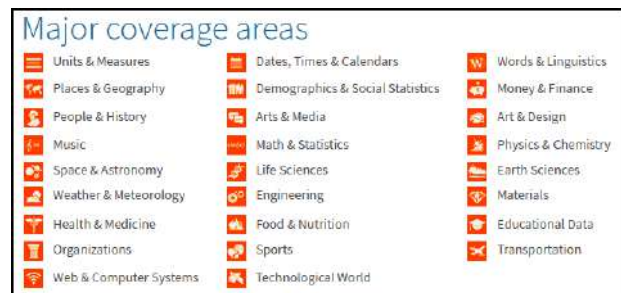 Major coverage areas
Units & Measures
Dates, Times & Calendars
Words & Linguistics
Places & Geography
Demographics & Social Statistics
Money & Finance
People & History
Arts & Media
Art & Design
Music
Math & Statistics
Physics & Chemistry
Space & Astronomy
Life Sciences
Earth Sciences
Weather & Meteorology
Engineering
Materials
Health & Medicine
Food & Nutrition
Educational Data
Organizations
Sports
Transportation
Web & Computer Systems
Technological World